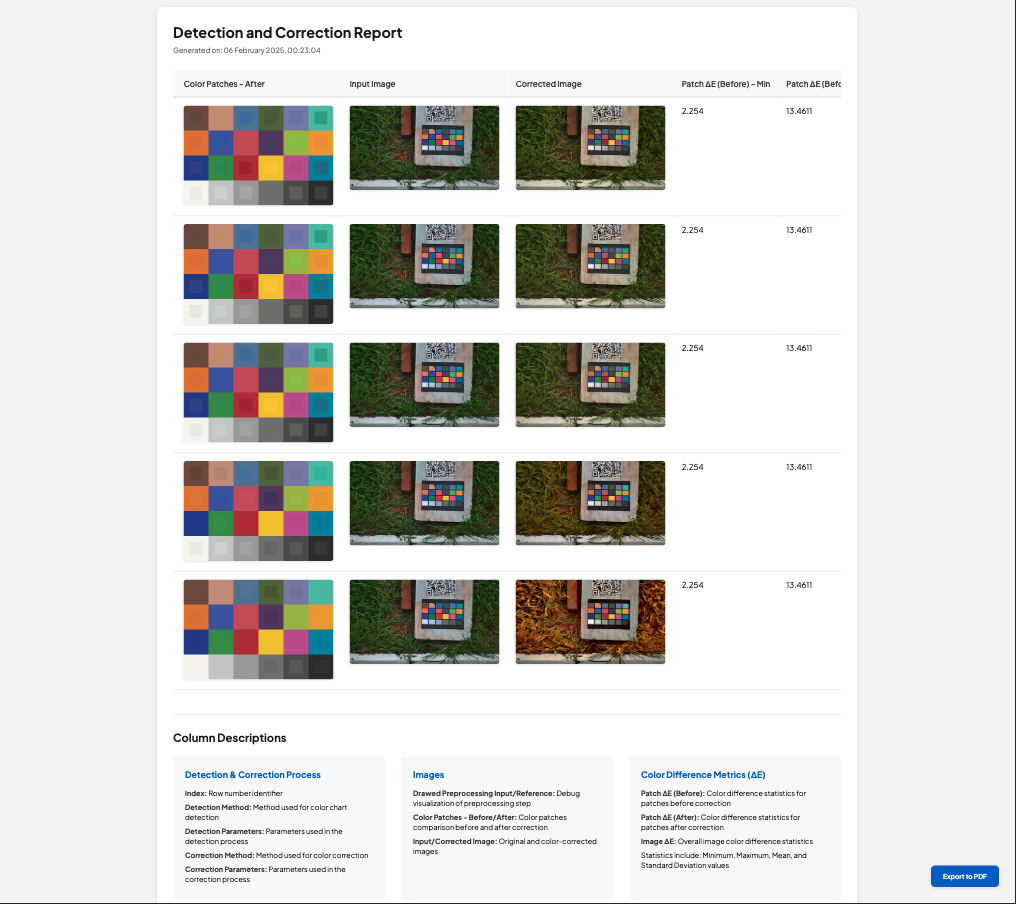 Detection and Correction Report
Generated on: 06 February 2025, 00:23:04
Color Patches - After Input Image Corrected Image Patch ΔE (Before) - Min Patch ΔE (Befo
2.254 13.4611
2.254 13.4611
2.254 13.4611
2.254 13.4611
2.254 13.4611
Column Descriptions
Detection & Correction Process
Index: Row number identifier
Detection Method: Method used for color chart
detection
Detection Parameters: Parameters used in the
detection process
Correction Method: Method used for color correction
Correction Parameters: Parameters used in the
correction process
Images
Drawed Preprocessing Input/Reference: Debug
visualization of preprocessing step
Color Patches - Before/After: Color patches
comparison before and after correction
Input/Corrected Image: Original and color-corrected
images
Color Difference Metrics (ΔE)
Patch ΔE (Before): Color difference statistics for
patches before correction
Patch ΔE (After): Color difference statistics for
patches after correction
Image ΔE: Overall image color difference statistics
Statistics include: Minimum, Maximum, Mean, and
Standard Deviation values
Export to PDF